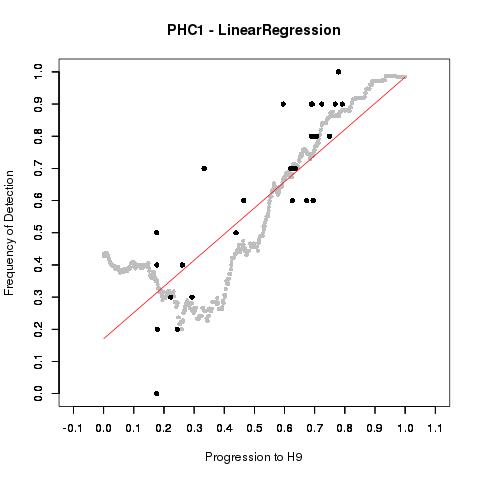 PHC1 - LinearRegression
Frequency of Detection
1.0
0.9
0.8
0.7
0.6
0.5
0.4
0.3
0.2
0.1
0.0
-0.1 0.0 0.1 0.2 0.3 0.4 0.5 0.6 0.7 0.8 0.9 1.0 1.1
Progression to H9